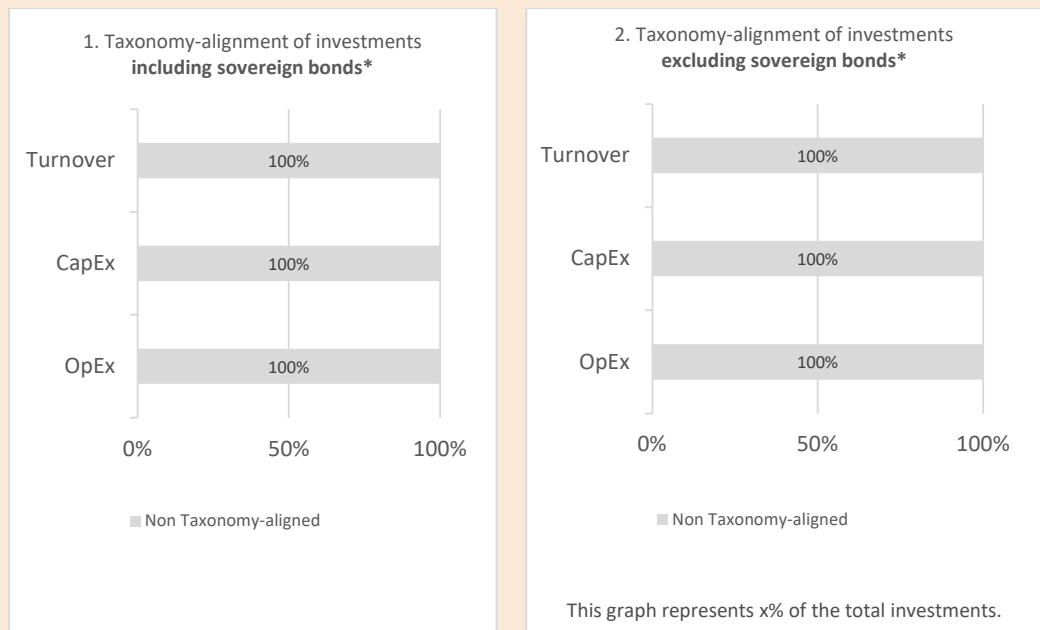 1. Taxonomy-alignment of investments
including sovereign bonds*
Turnover
100%
CapEx
100%
OpEx
100%
0%
50%
100%
Non Taxonomy-aligned
2. Taxonomy-alignment of investments
excluding sovereign bonds*
Turnover
100%
CapEx
100%
OpEx
100%
0%
50%
100%
Non Taxonomy-aligned
This graph represents x% of the total investments.